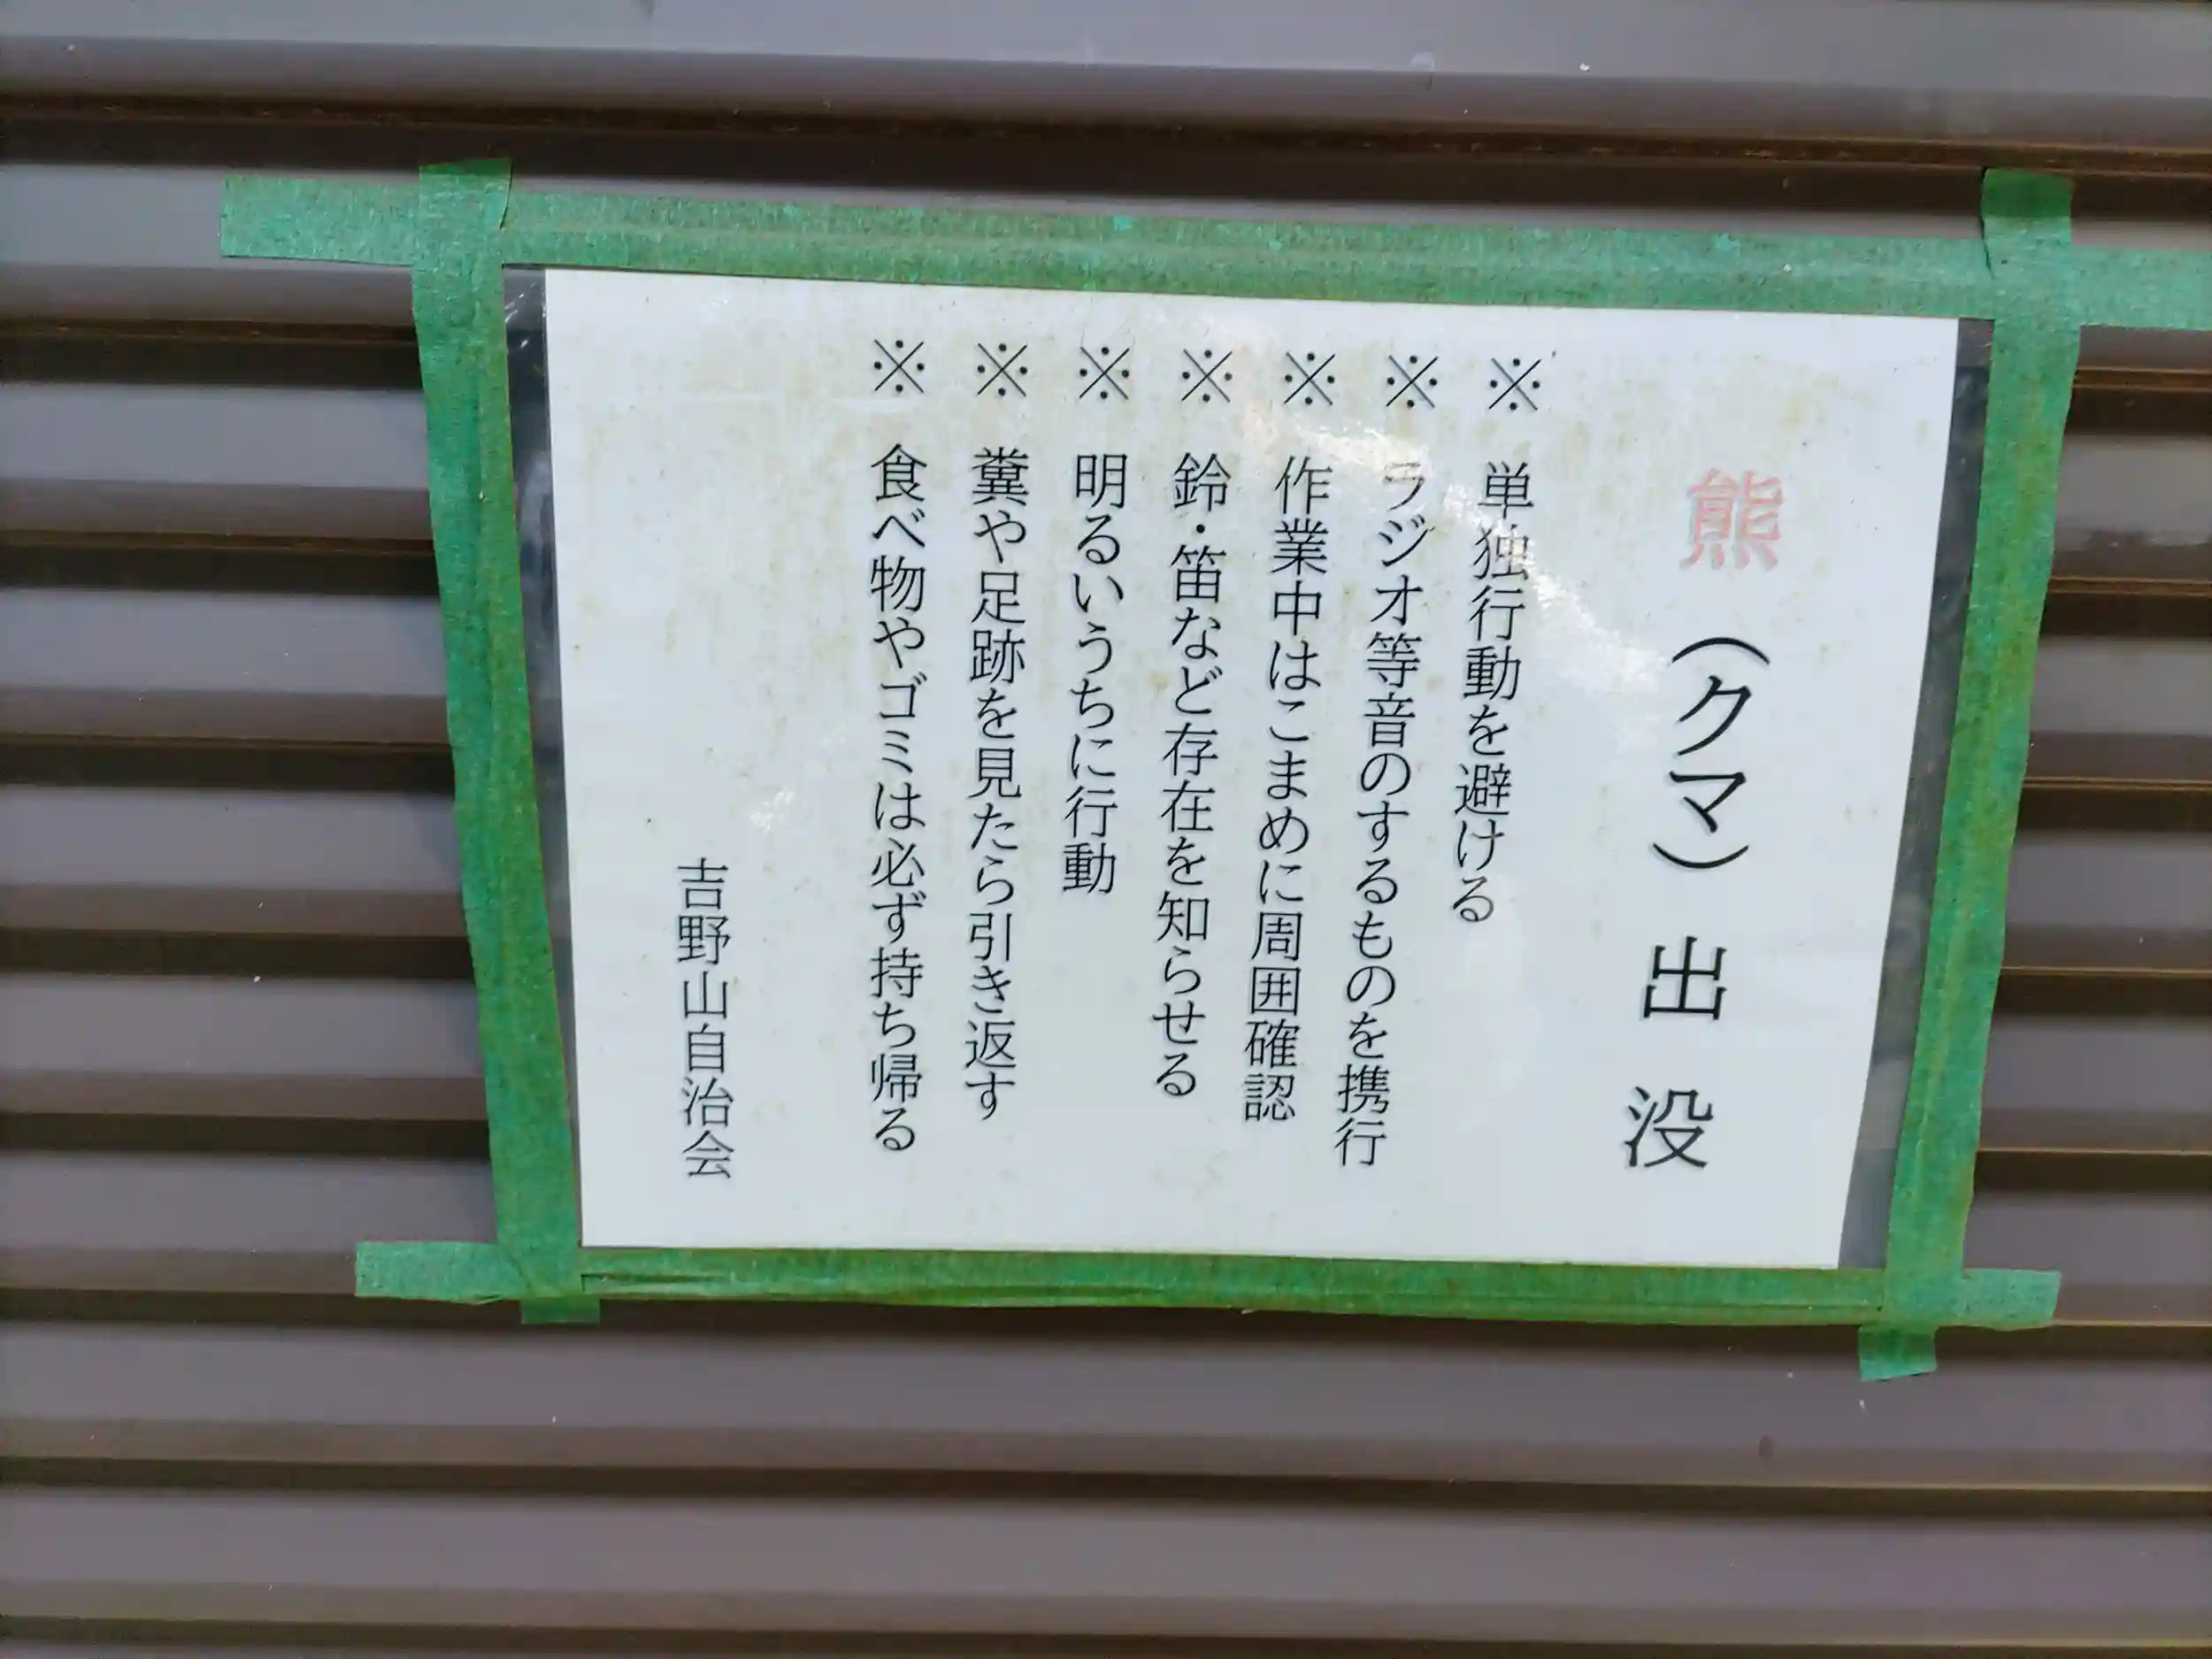 熊（クマ）出没
※ 単独行動を避ける
※ ラジオ等音のするものを携行
※ 作業中はこまめに周囲確認
※ 鈴・笛など存在を知らせる
※ 明るいうちに行動
※ 糞や足跡を見たら引き返す
※ 食べ物やゴミは必ず持ち帰る
吉野山自治会